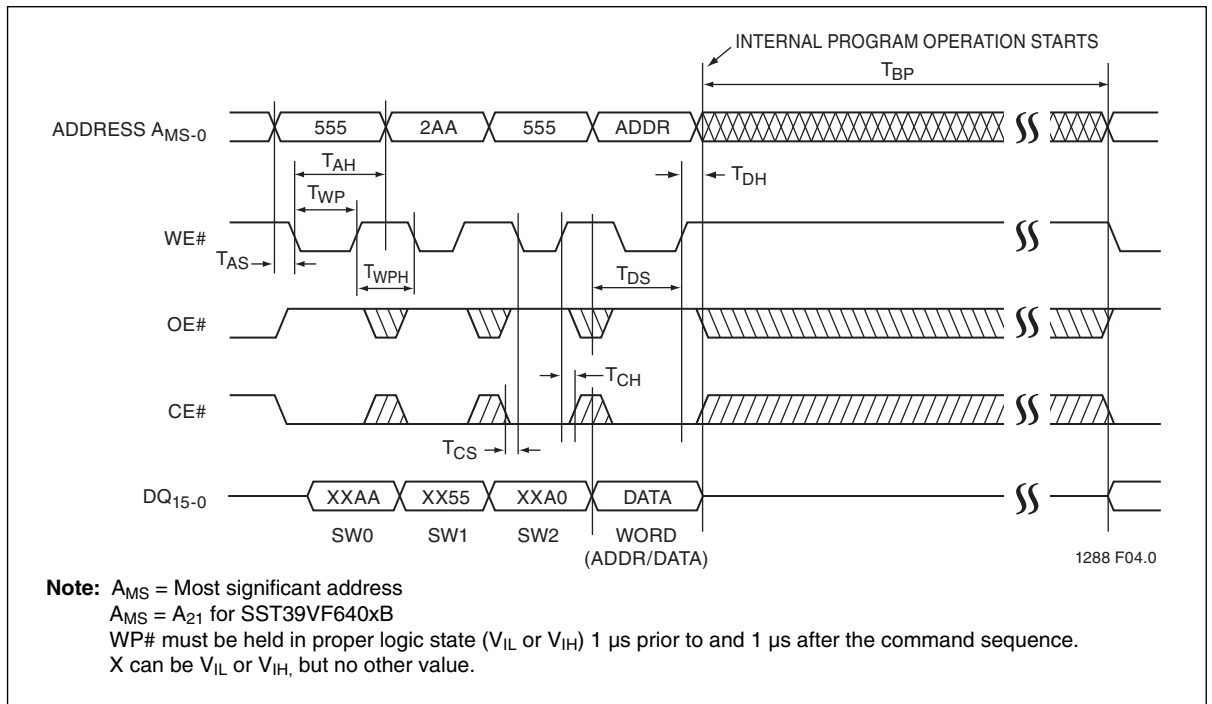 INTERNAL PROGRAM OPERATION STARTS
TBP
ADDRESS AMS-0
555
2AA
555
ADDR
TAH
TDH
TWP
WE#
TAS
TWPH
TDS
OE#
TCH
CE#
TCS
DQ15-0
XXAA
XX55
XXA0
DATA
SW0
SW1
SW2
WORD
(ADDR/DATA)
1288 F04.0
Note: AMS = Most significant address
AMS = A21 for SST39VF640xB
WP# must be held in proper logic state (VIL or VIH) 1 µs prior to and 1 µs after the command sequence.
X can be VIL or VIH, but no other value.